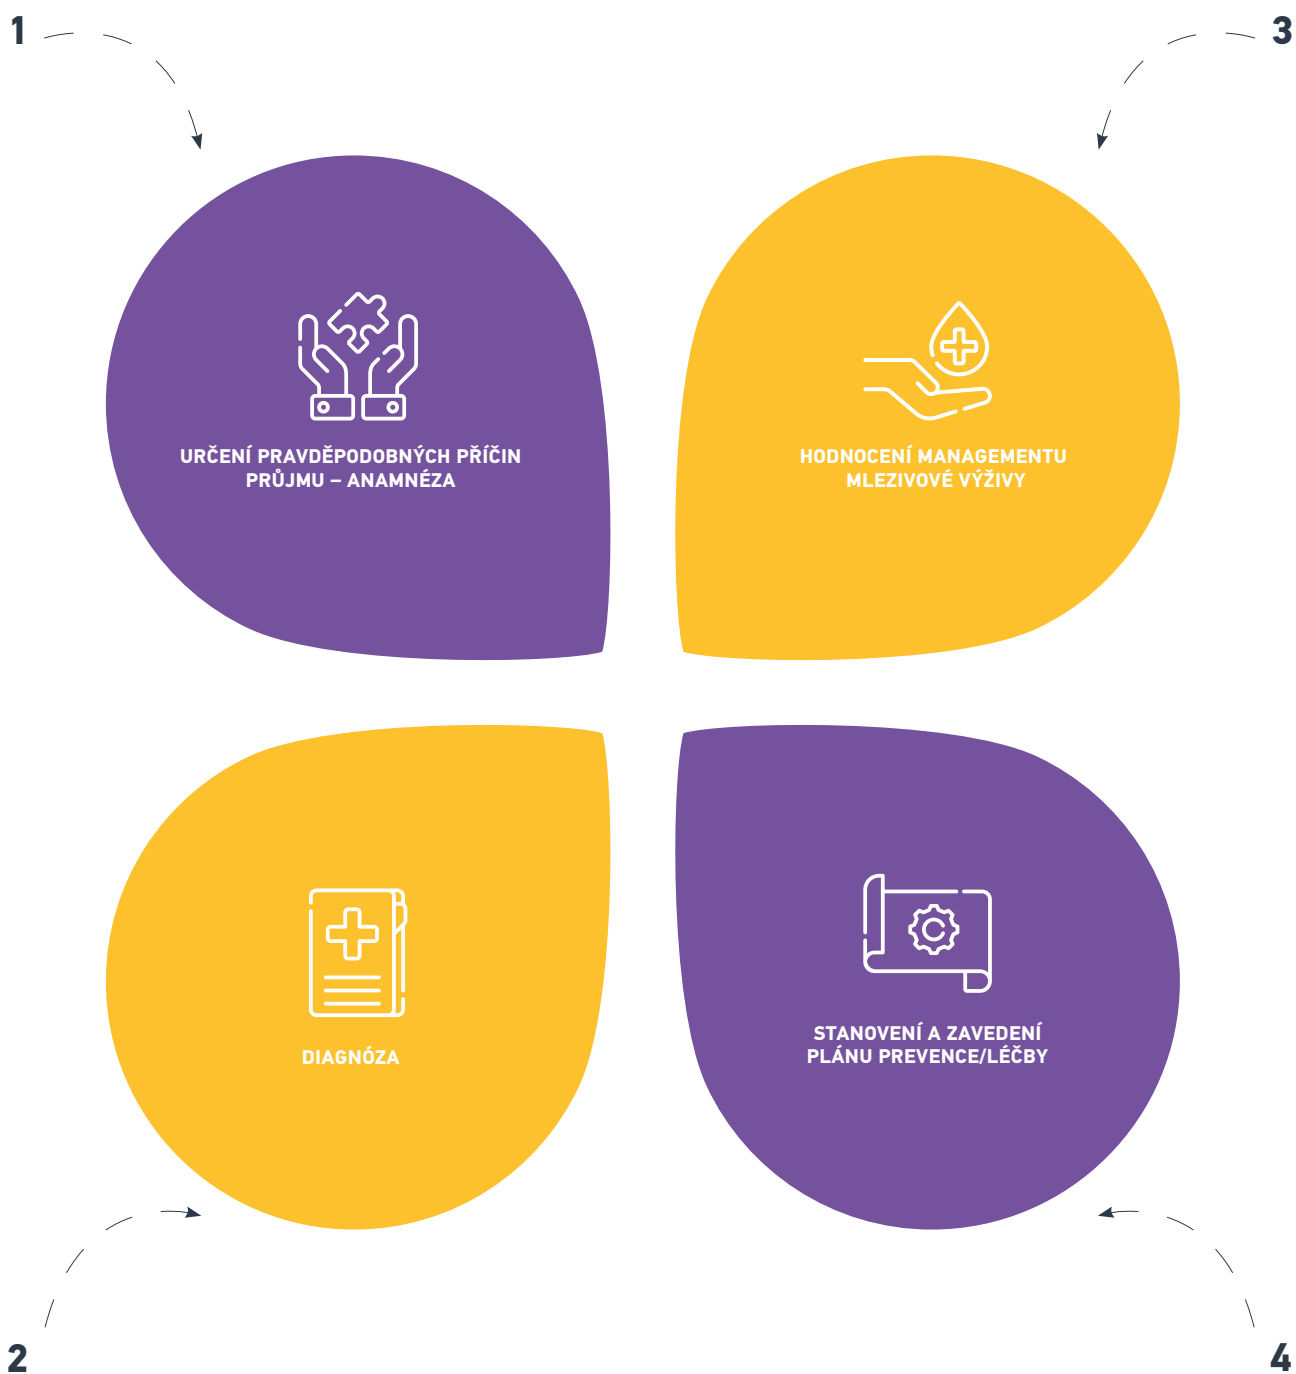 1
URČENÍ PRAVDĚPODOBNÝCH PŘÍČIN
PRŮJMU – ANAMNÉZA
2
DIAGNÓZA
3
HODNOCENÍ MANAGEMENTU
MLEZIVOVÉ VÝŽIVY
4
STANOVENÍ A ZAVEDENÍ
PLÁNU PREVENCE/LÉČBY